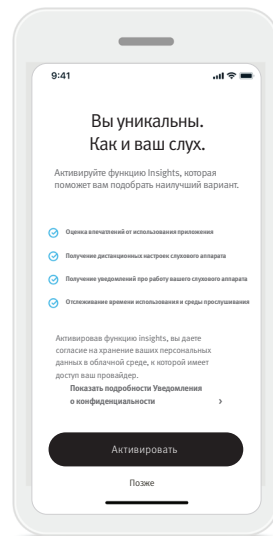 9:41
Вы уникальны.
Как и ваш слух.
Активируйте функцию Insights, которая
поможет вам подобрать наилучший вариант.
Оценка впечатлений от использования приложения
Получение дистанционных настроек слухового аппарата
Получение уведомлений про работу вашего слухового аппарата
Отслеживание времени использования и среды прослушивания
Активировав функцию insights, вы даете
согласие на хранение ваших персональных
данных в облачной среде, к которой имеет
доступ ваш провайдер.
Показать подробности Уведомления
о конфиденциальности
Активировать
Позже